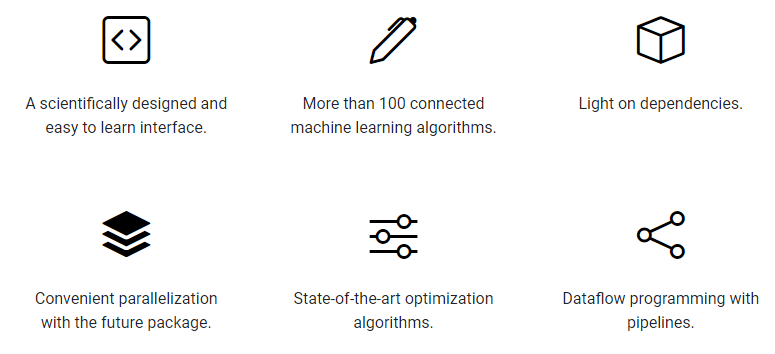 A scientifically designed and
easy to learn interface.
More than 100 connected
machine learning algorithms.
Light on dependencies.
Convenient parallelization
with the future package.
State-of-the-art optimization
algorithms.
Dataflow programming with
pipelines.